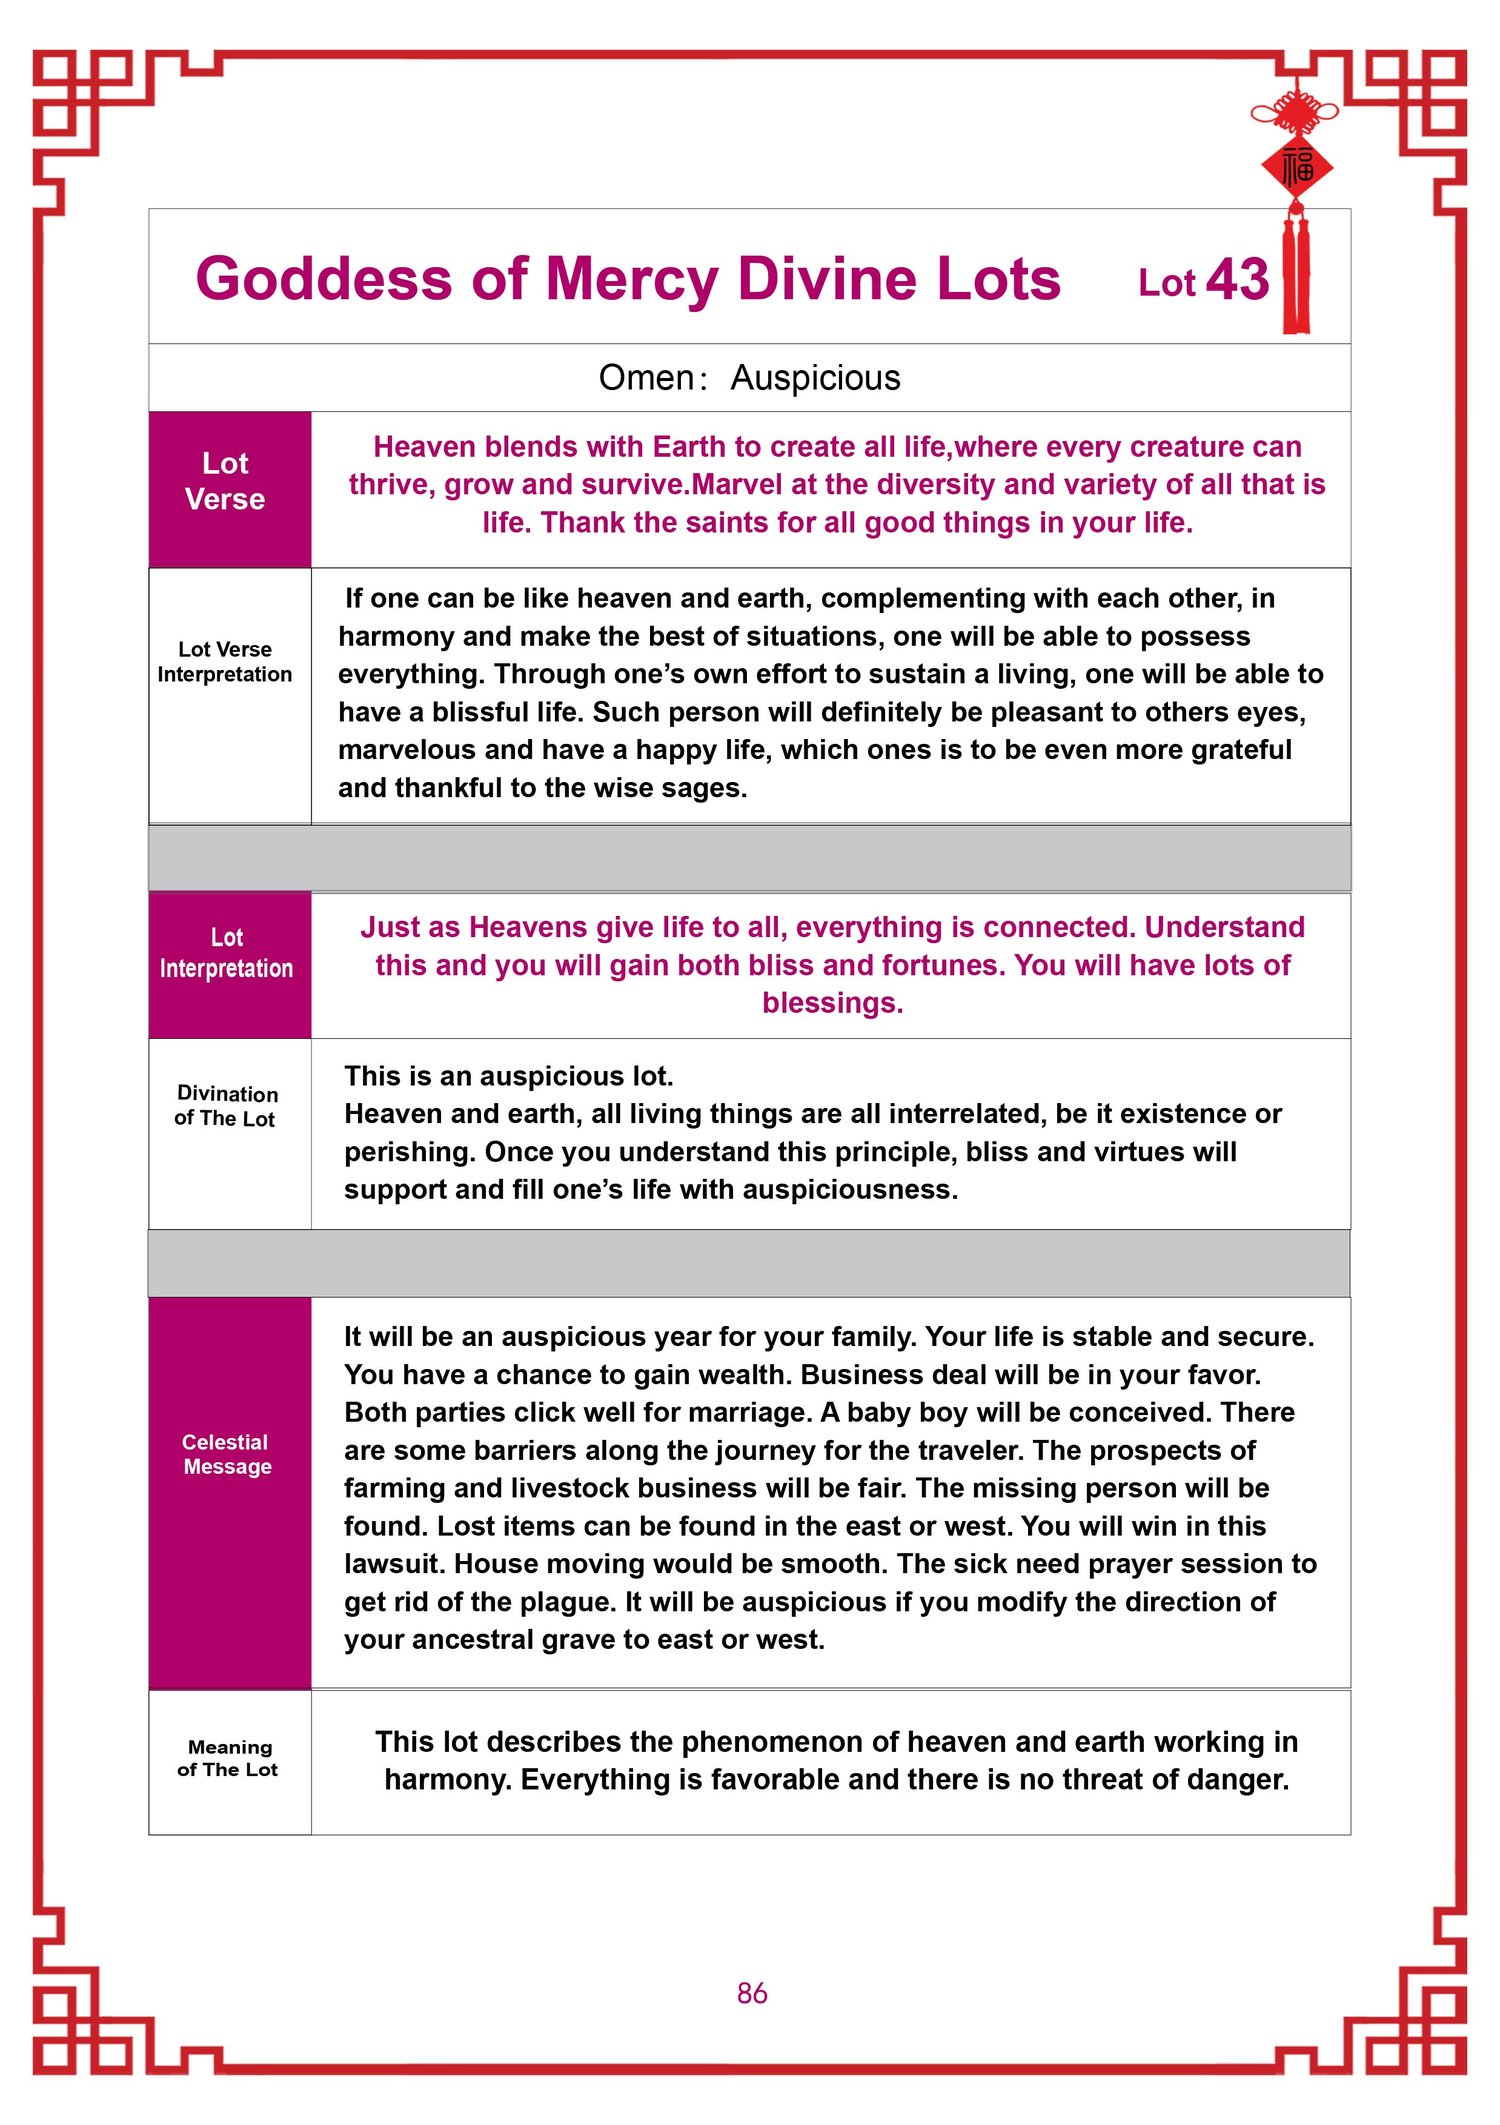 福
Goddess of Mercy Divine Lots Lot 43
Omen： Auspicious
Lot
Verse
Heaven blends with Earth to create all life,where every creature can
thrive, grow and survive.Marvel at the diversity and variety of all that is
life. Thank the saints for all good things in your life.
Lot Verse
Interpretation
If one can be like heaven and earth, complementing with each other, in
harmony and make the best of situations, one will be able to possess
everything. Through one’s own effort to sustain a living, one will be able to
have a blissful life. Such person will definitely be pleasant to others eyes,
marvelous and have a happy life, which ones is to be even more grateful
and thankful to the wise sages.
Lot
Interpretation
Just as Heavens give life to all, everything is connected. Understand
this and you will gain both bliss and fortunes. You will have lots of
blessings.
Divination
of The Lot
This is an auspicious lot.
Heaven and earth, all living things are all interrelated, be it existence or
perishing. Once you understand this principle, bliss and virtues will
support and fill one’s life with auspiciousness.
Celestial
Message
It will be an auspicious year for your family. Your life is stable and secure.
You have a chance to gain wealth. Business deal will be in your favor.
Both parties click well for marriage. A baby boy will be conceived. There
are some barriers along the journey for the traveler. The prospects of
farming and livestock business will be fair. The missing person will be
found. Lost items can be found in the east or west. You will win in this
lawsuit. House moving would be smooth. The sick need prayer session to
get rid of the plague. It will be auspicious if you modify the direction of
your ancestral grave to east or west.
Meaning
of The Lot
This lot describes the phenomenon of heaven and earth working in
harmony. Everything is favorable and there is no threat of danger.
86